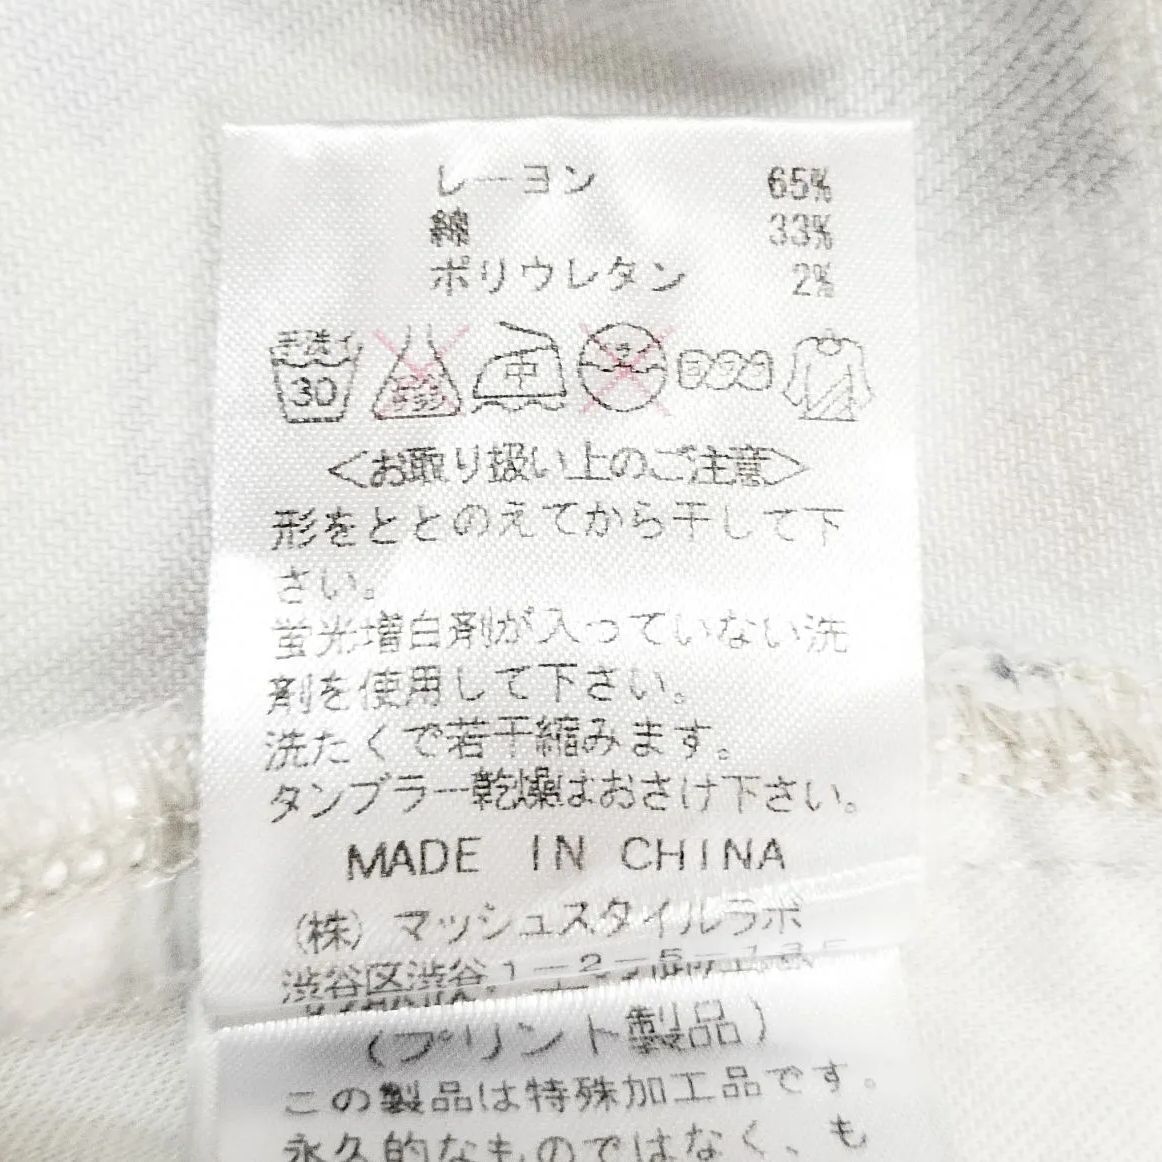 レーヨン 65%
綿 33%
ポリウレタン 2%
手洗イ
30
中
<お取り扱い上のご注意>
形をととのえてから干して下
さい。
蛍光増白剤が入っていない洗
剤を使用して下さい。
洗たくで若干縮みます。
タンブラー乾燥はおさけ下さい。
MADE IN CHINA
(株) マッシュスタイルラボ
渋谷区渋谷1-2-5
(プリント製品)
この製品は特殊加工品です。
永久的なものではなく、も